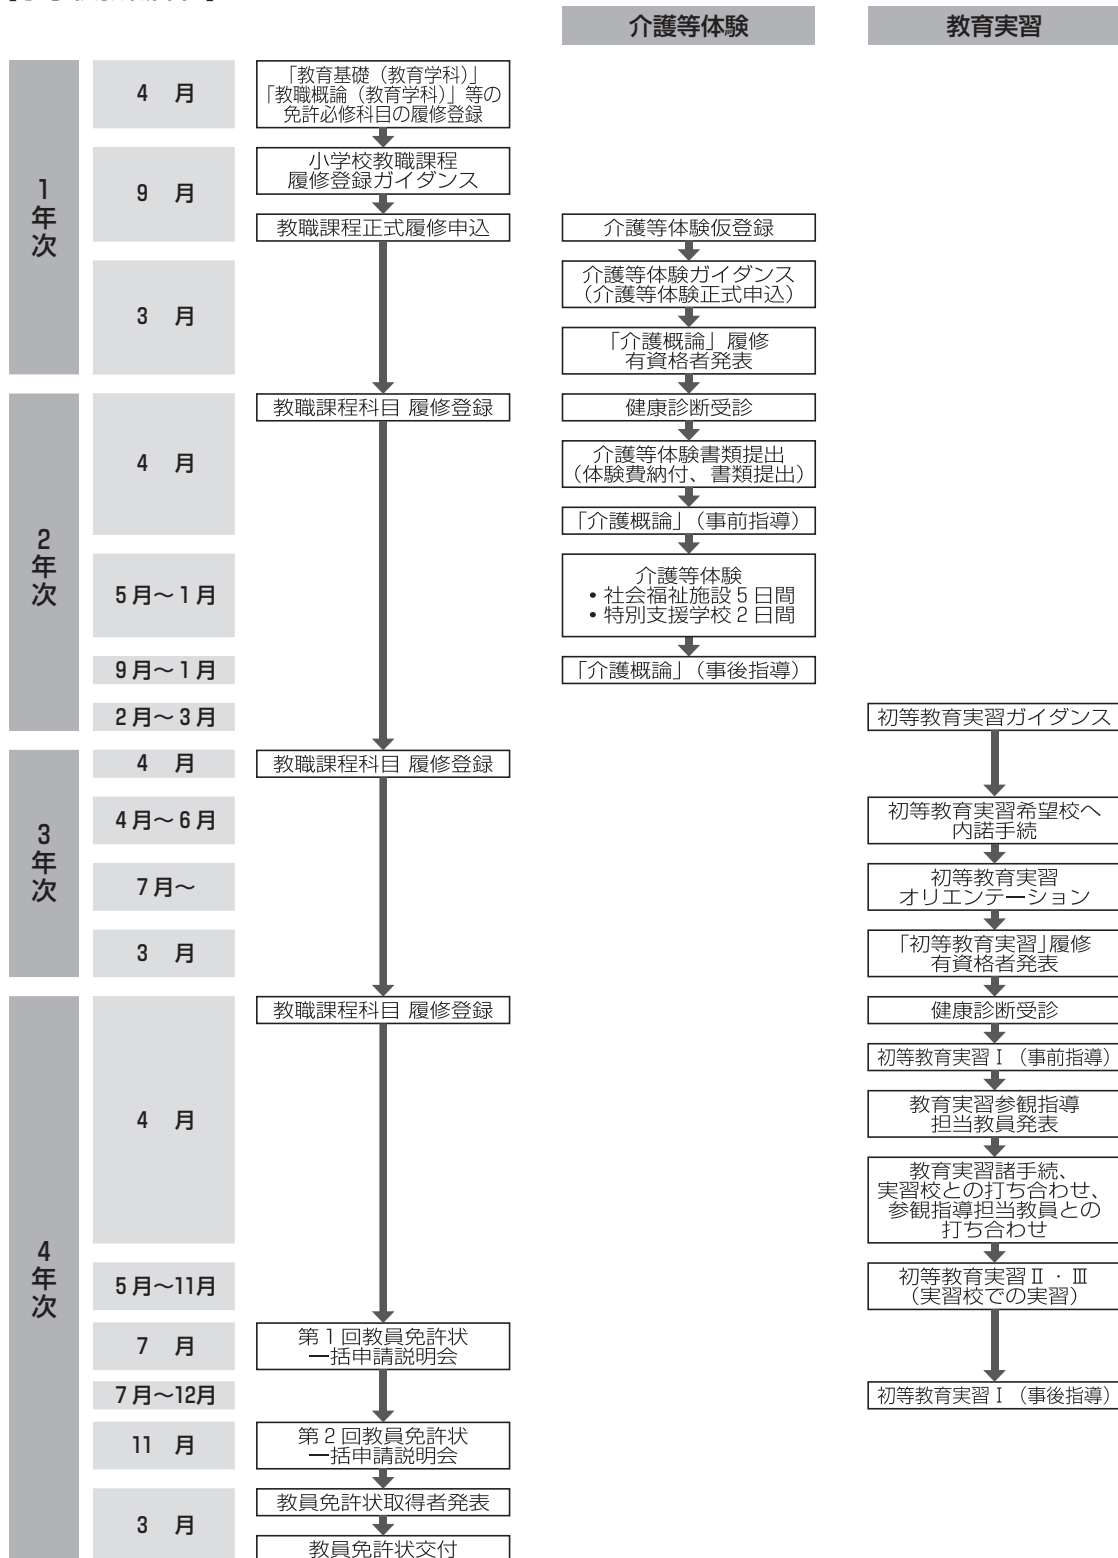 介護等体験
教育実習
1年次
4 月
「教育基礎（教育学科）」
「教職概論（教育学科）」等の
免許必修科目の履修登録
9 月
小学校教職課程
履修登録ガイダンス
教職課程正式履修申込
介護等体験仮登録
3 月
介護等体験ガイダンス
（介護等体験正式申込）
「介護概論」履修
有資格者発表
2年次
4 月
教職課程科目 履修登録
健康診断受診
介護等体験書類提出
（体験費納付、書類提出）
「介護概論」（事前指導）
5月～1月
介護等体験
• 社会福祉施設5日間
• 特別支援学校2日間
9月～1月
「介護概論」（事後指導）
2月～3月
初等教育実習ガイダンス
3年次
4 月
教職課程科目 履修登録
4月～6月
初等教育実習希望校へ
内諾手続
7月～
初等教育実習
オリエンテーション
3 月
「初等教育実習」履修
有資格者発表
4年次
4 月
教職課程科目 履修登録
健康診断受診
初等教育実習Ⅰ（事前指導）
教育実習参観指導
担当教員発表
教育実習諸手続、
実習校との打ち合わせ、
参観指導担当教員との
打ち合わせ
5月～11月
初等教育実習Ⅱ・Ⅲ
（実習校での実習）
7 月
第1回教員免許状
一括申請説明会
7月～12月
初等教育実習Ⅰ（事後指導）
11 月
第2回教員免許状
一括申請説明会
3 月
教員免許状取得者発表
教員免許状交付